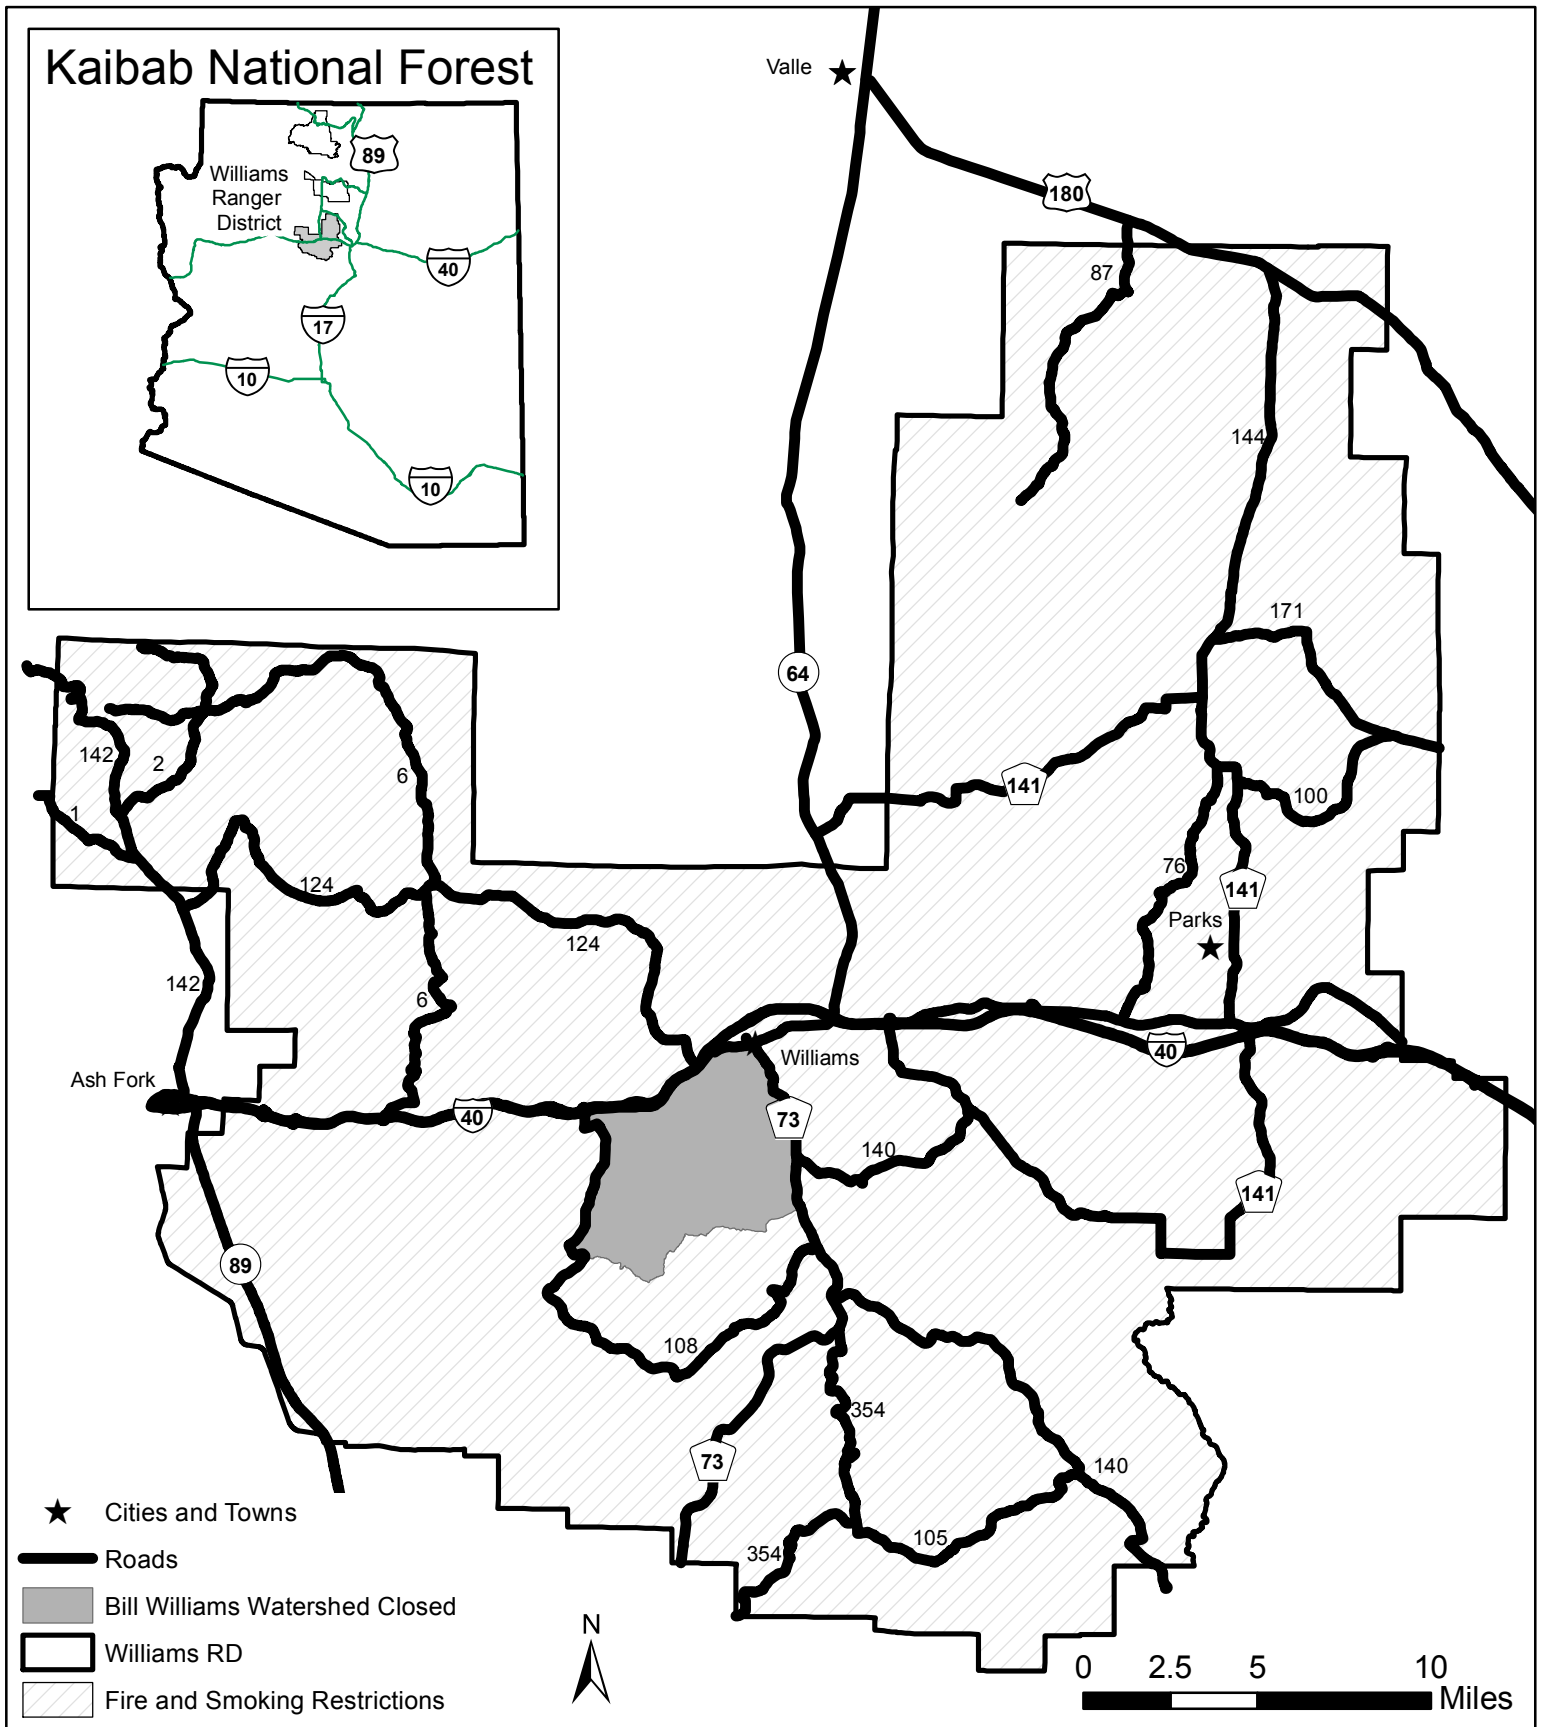 Kaibab National Forest
89
Williams
Ranger
District
40
17
10
10
Valle
180
87
144
171
64
142
2
6
1
141
100
124
76
141
Parks
124
142
6
Williams
40
Ash Fork
40
73
140
141
89
108
354
73
140
105
354
Cities and Towns
Roads
Bill Williams Watershed Closed
Williams RD
Fire and Smoking Restrictions
N
0 2.5 5 10
Miles